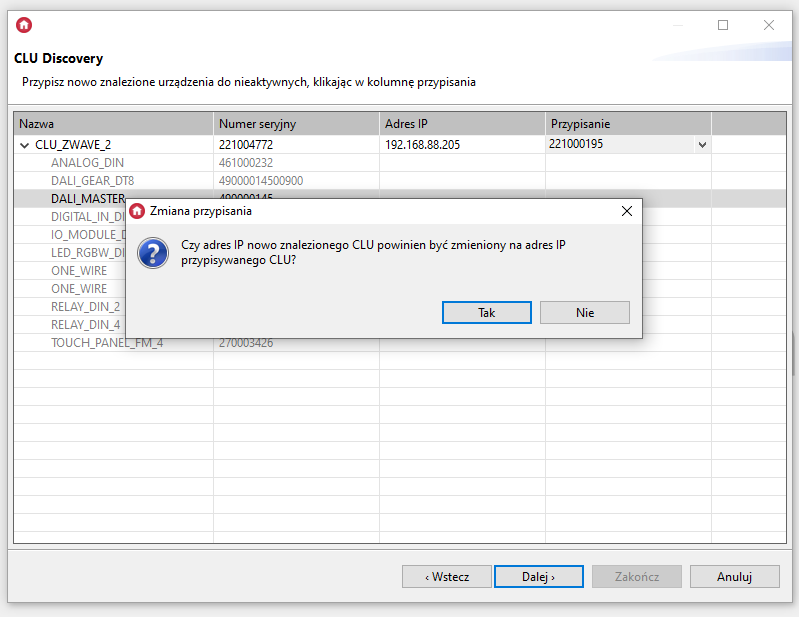 CLU Discovery
Przypisz nowo znalezione urządzenia do nieaktywnych, klikając w kolumnę przypisania
Nazwa Numer seryjny Adres IP Przypisanie
CLU_ZWAVE_2 221004772 192.168.88.205 221000195
ANALOG_DIN 461000232
DALI_GEAR_DT8 49000014500900
DALI_MASTER 490000145
DIGITAL_IN_DI
IO_MODULE_D
LED_RGBW_DI
ONE_WIRE
ONE_WIRE
RELAY_DIN_2
RELAY_DIN_4
TOUCH_PANEL_FM_4 270003426
Zmiana przypisania
Czy adres IP nowo znalezionego CLU powinien być zmieniony na adres IP
przypisywanego CLU?
Tak Nie
‹ Wstecz Dalej › Zakończ Anuluj